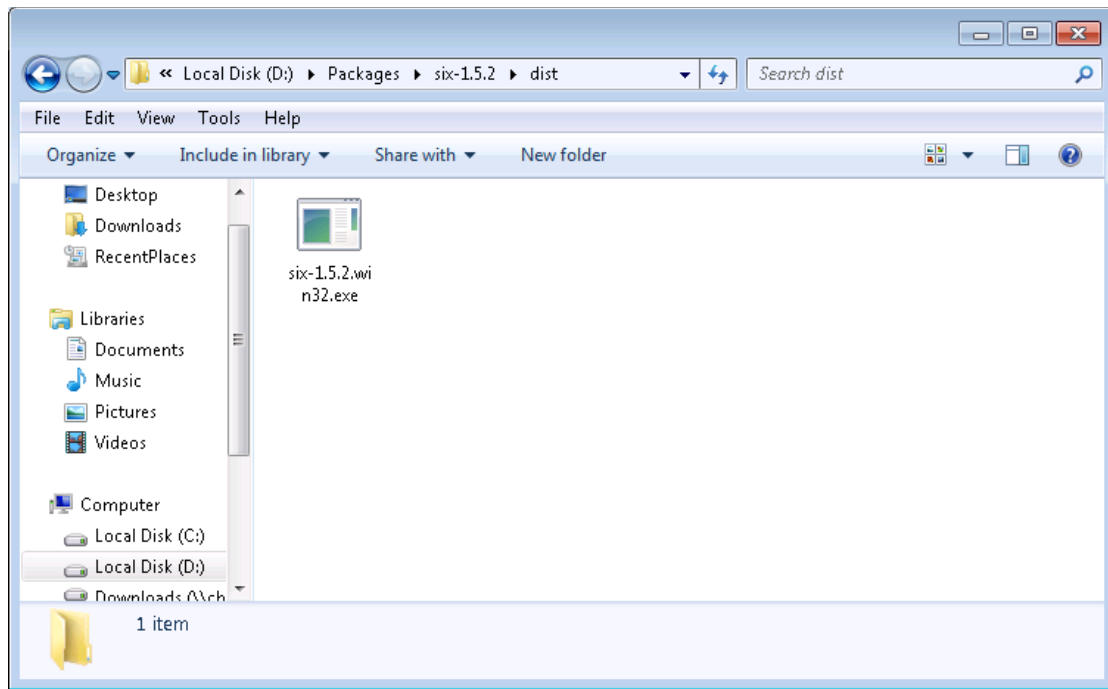 « Local Disk (D:) ▸ Packages ▸ six-1.5.2 ▸ dist
Search dist
File Edit View Tools Help
Organize Include in library Share with New folder
Desktop
Downloads
RecentPlaces
Libraries
Documents
Music
Pictures
Videos
Computer
Local Disk (C:)
Local Disk (D:)
Downloads (\\ch
six-1.5.2.wi
n32.exe
1 item